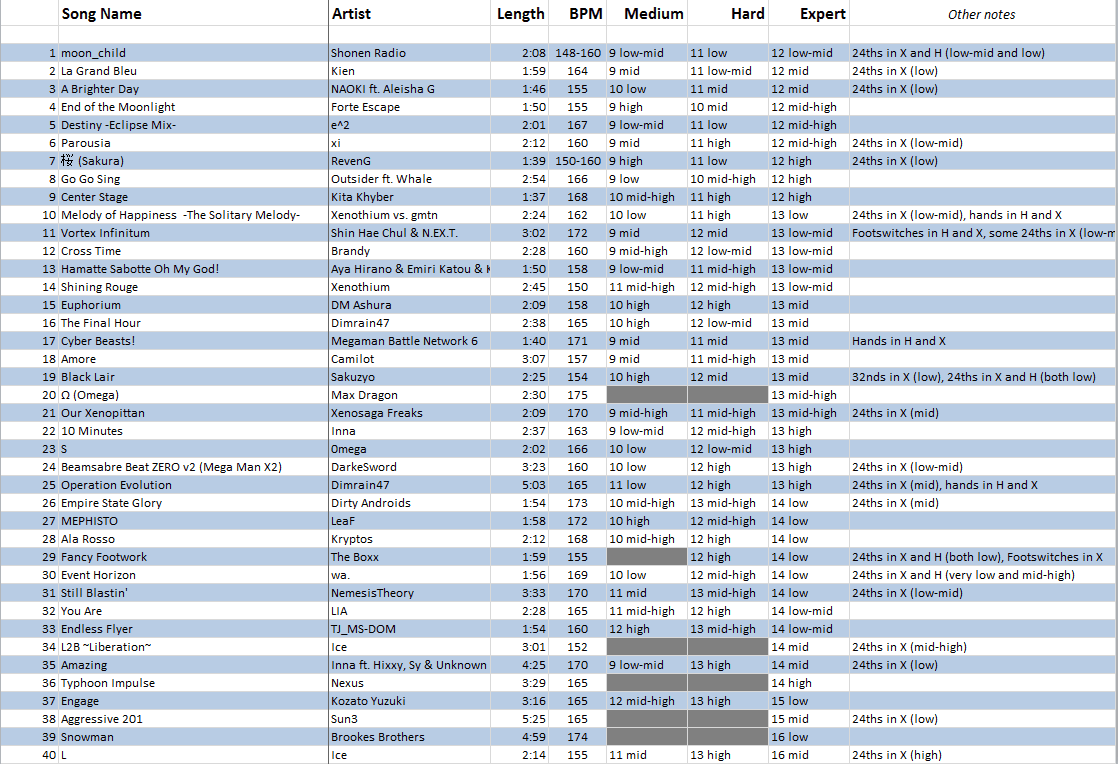 Song Name Artist Length BPM Medium Hard Expert Other notes
1 moon_child Shonen Radio 2:08 148-160 9 low-mid 11 low 12 low-mid 24ths in X and H (low-mid and low)
2 La Grand Bleu Kien 1:59 164 9 mid 11 low-mid 12 mid 24ths in X (low)
3 A Brighter Day NAOKI ft. Aleisha G 1:46 155 10 low 11 mid 12 mid 24ths in X (low)
4 End of the Moonlight Forte Escape 1:50 155 9 high 10 mid 12 mid-high
5 Destiny -Eclipse Mix- e^2 2:01 167 9 low-mid 11 low 12 mid-high
6 Parousia xi 2:12 160 9 mid 11 high 12 mid-high 24ths in X (low-mid)
7 桜 (Sakura) RevenG 1:39 150-160 9 high 11 low 12 high 24ths in X (low)
8 Go Go Sing Outsider ft. Whale 2:54 166 9 low 10 mid-high 12 high
9 Center Stage Kita Khyber 1:37 168 10 mid-high 11 high 12 high
10 Melody of Happiness -The Solitary Melody- Xenothium vs. gmtn 2:24 162 10 low 11 high 13 low 24ths in X (low-mid), hands in H and X
11 Vortex Infinitum Shin Hae Chul & N.EX.T. 3:02 172 9 mid 12 mid 13 low-mid Footswitches in H and X, some 24ths in X (low-m
12 Cross Time Brandy 2:28 160 9 mid-high 12 low-mid 13 low-mid
13 Hamatte Sabotte Oh My God! Aya Hirano & Emiri Katou & K 1:50 158 9 low-mid 11 mid-high 13 low-mid
14 Shining Rouge Xenothium 2:45 150 11 mid-high 12 mid-high 13 low-mid
15 Euphorium DM Ashura 2:09 158 10 high 12 high 13 mid
16 The Final Hour Dimrain47 2:38 165 10 high 12 low-mid 13 mid
17 Cyber Beasts! Megaman Battle Network 6 1:40 171 9 mid 11 mid 13 mid Hands in H and X
18 Amore Camilot 3:07 157 9 mid 11 mid-high 13 mid
19 Black Lair Sakuzyo 2:25 154 10 high 12 mid 13 mid 32nds in X (low), 24ths in X and H (both low)
20 Ω (Omega) Max Dragon 2:30 175 13 mid-high
21 Our Xenopittan Xenosaga Freaks 2:09 170 9 mid-high 11 mid-high 13 mid-high 24ths in X (mid)
22 10 Minutes Inna 2:37 163 9 low-mid 12 mid-high 13 high
23 S 0mega 2:02 166 10 low 12 low-mid 13 high
24 Beamsabre Beat ZERO v2 (Mega Man X2) DarkeSword 3:23 160 10 low 12 high 13 high 24ths in X (low-mid)
25 Operation Evolution Dimrain47 5:03 165 11 low 12 high 13 high 24ths in X (mid), hands in H and X
26 Empire State Glory Dirty Androids 1:54 173 10 mid-high 13 mid-high 14 low 24ths in X (mid)
27 MEPHISTO LeaF 1:58 172 10 high 12 mid-high 14 low
28 Ala Rosso Kryptos 2:12 168 10 mid-high 12 high 14 low
29 Fancy Footwork The Boxx 1:59 155 12 high 14 low 24ths in X and H (both low), Footswitches in X
30 Event Horizon wa. 1:56 169 10 low 12 mid-high 14 low 24ths in X and H (very low and mid-high)
31 Still Blastin' NemesisTheory 3:33 170 11 mid 13 mid-high 14 low 24ths in X (low-mid)
32 You Are LIA 2:28 165 11 mid-high 12 high 14 low-mid
33 Endless Flyer TJ_MS-DOM 1:54 160 12 high 13 mid-high 14 low-mid
34 L2B ~Liberation~ Ice 3:01 152 14 mid 24ths in X (mid-high)
35 Amazing Inna ft. Hixxy, Sy & Unknown 4:25 170 9 low-mid 13 high 14 mid 24ths in X (low)
36 Typhoon Impulse Nexus 3:29 165 14 high
37 Engage Kozato Yuzuki 3:16 165 12 mid-high 13 high 15 low
38 Aggressive 201 Sun3 5:25 165 15 mid 24ths in X (low)
39 Snowman Brookes Brothers 4:59 174 16 low
40 L Ice 2:14 155 11 mid 13 high 16 mid 24ths in X (high)